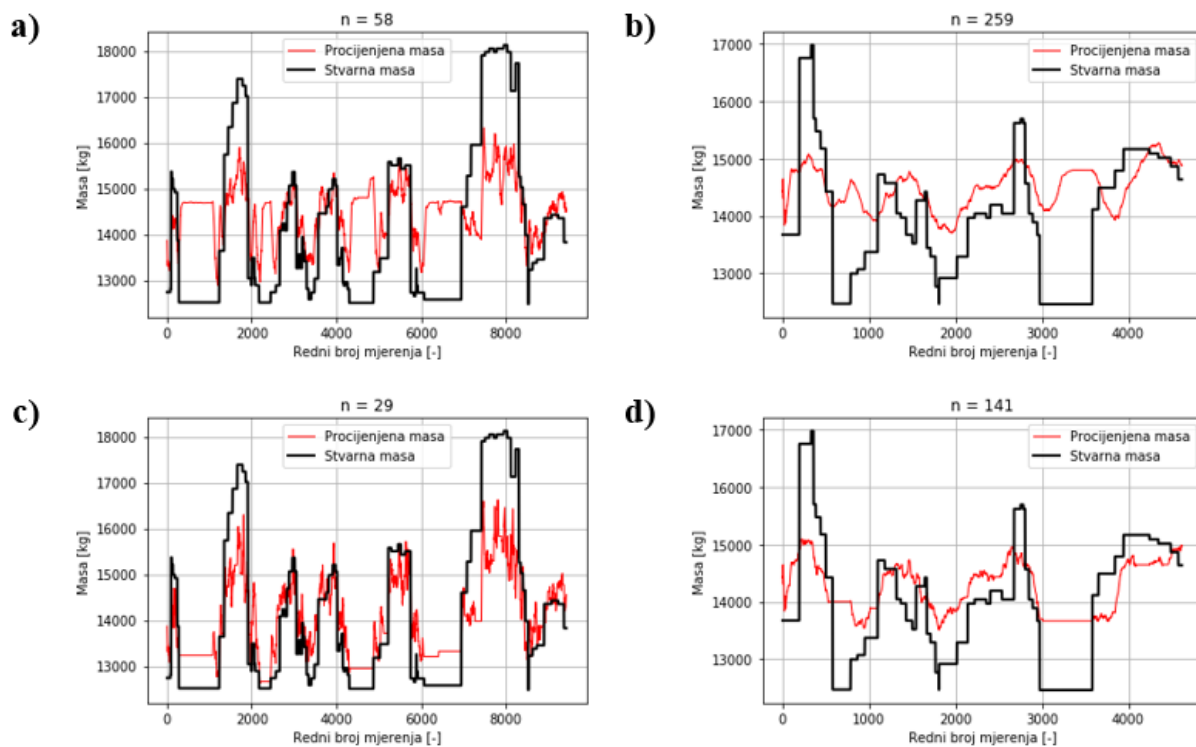 a)
n = 58
Procijenjena masa
Stvarna masa
Masa [kg]
18000
17000
16000
15000
14000
13000
0 2000 4000 6000 8000
Redni broj mjerenja [-]
b)
n = 259
Procijenjena masa
Stvarna masa
Masa [kg]
17000
16000
15000
14000
13000
0 1000 2000 3000 4000
Redni broj mjerenja [-]
c)
n = 29
Procijenjena masa
Stvarna masa
Masa [kg]
18000
17000
16000
15000
14000
13000
0 2000 4000 6000 8000
Redni broj mjerenja [-]
d)
n = 141
Procijenjena masa
Stvarna masa
Masa [kg]
17000
16000
15000
14000
13000
0 1000 2000 3000 4000
Redni broj mjerenja [-]